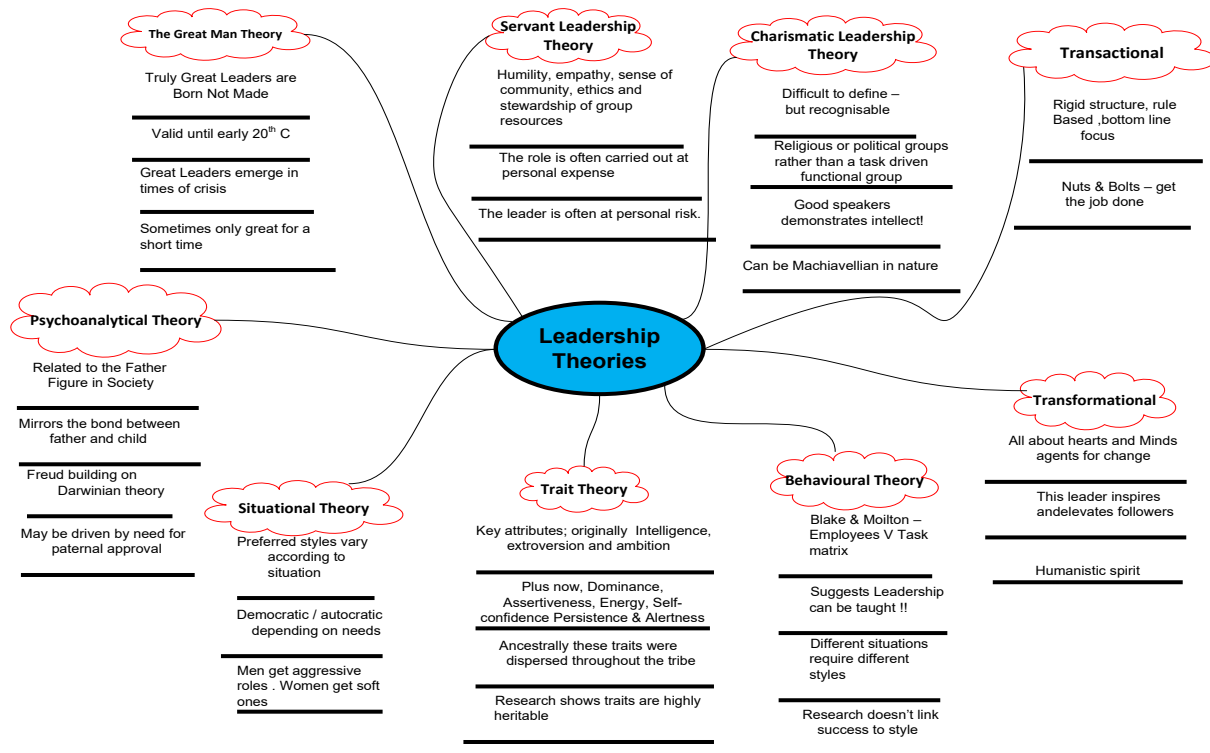 The Great Man Theory
Truly Great Leaders are
Born Not Made
Valid until early 20th C
Great Leaders emerge in
times of crisis
Sometimes only great for a
short time
Servant Leadership
Theory
Humility, empathy, sense of
community, ethics and
stewardship of group
resources
The role is often carried out at
personal expense
The leader is often at personal risk.
Charismatic Leadership
Theory
Difficult to define –
but recognisable
Religious or political groups
rather than a task driven
functional group
Good speakers
demonstrates intellect!
Can be Machiavellian in nature
Transactional
Rigid structure, rule
Based ,bottom line
focus
Nuts & Bolts – get
the job done
Leadership
Theories
Psychoanalytical Theory
Related to the Father
Figure in Society
Mirrors the bond between
father and child
Freud building on
Darwinian theory
May be driven by need for
paternal approval
Situational Theory
Preferred styles vary
according to
situation
Democratic / autocratic
depending on needs
Men get aggressive
roles . Women get soft
ones
Trait Theory
Key attributes; originally Intelligence,
extroversion and ambition
Plus now, Dominance,
Assertiveness, Energy, Self-
confidence Persistence & Alertness
Ancestrally these traits were
dispersed throughout the tribe
Research shows traits are highly
heritable
Behavioural Theory
Blake & Moilton –
Employees V Task
matrix
Suggests Leadership
can be taught !!
Different situations
require different
styles
Research doesn't link
success to style
Transformational
All about hearts and Minds
agents for change
This leader inspires
andelevates followers
Humanistic spirit